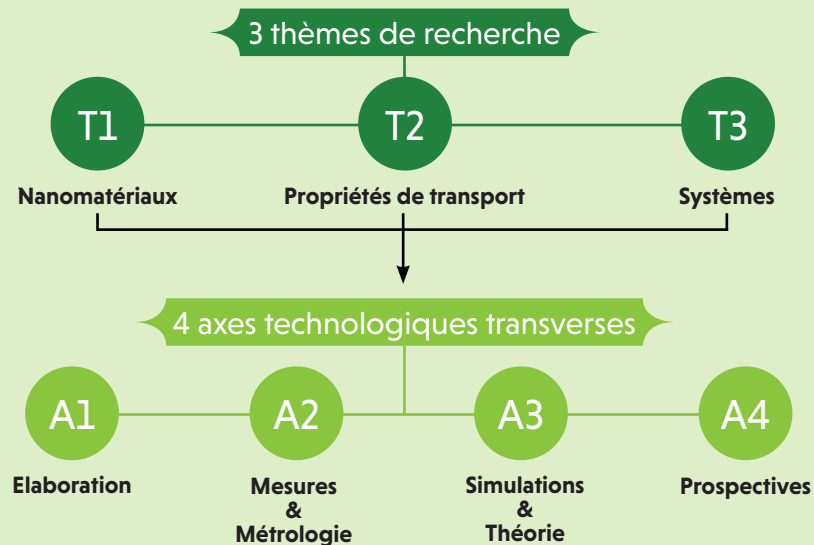 3 thèmes de recherche
T1
T2
T3
Nanomatériaux
Propriétés de transport
Systèmes
4 axes technologiques transverses
A1
A2
A3
A4
Elaboration
Mesures
&
Métrologie
Simulations
&
Théorie
Prospectives